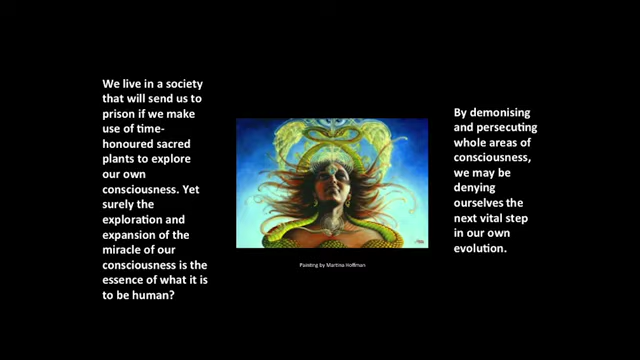 We live in a society
that will send us to
prison if we make
use of time-
honoured sacred
plants to explore
our own
consciousness. Yet
surely the
exploration and
expansion of the
miracle of our
consciousness is the
essence of what it is
to be human?
Painting by Martina Hoffman
By demonising
and persecuting
whole areas of
consciousness,
we may be
denying
ourselves the
next vital step
in our own
evolution.